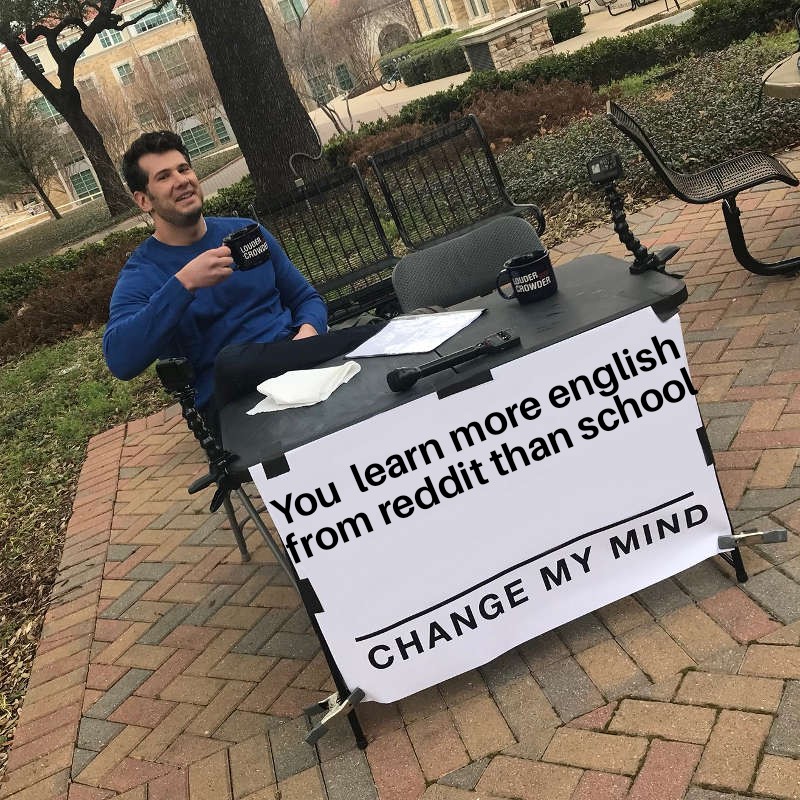 LOUDER
CROWDER
LOUDER
CROWDER
You  learn more english
from reddit than school
CHANGE MY MIND